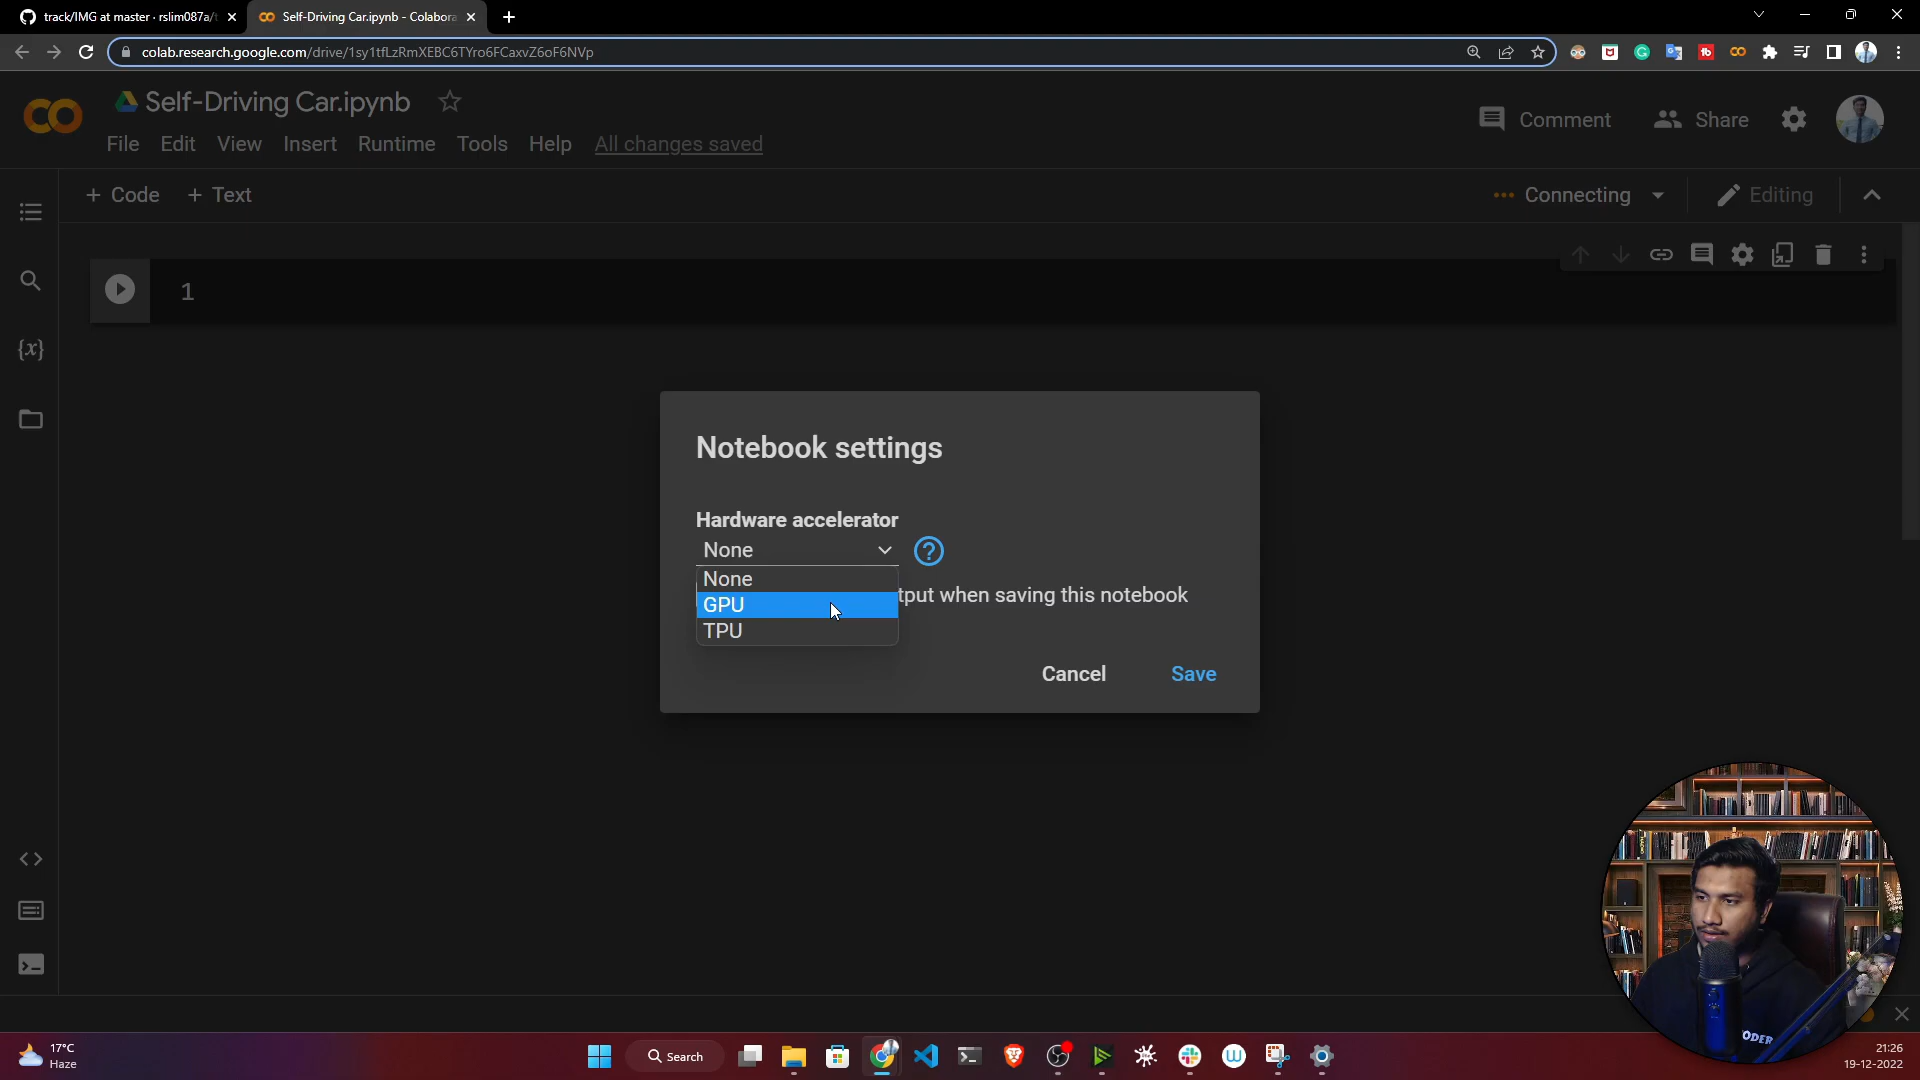 track/IMG at master · rslim087a/t
Self-Driving Car.ipynb - Colabora
colab.research.google.com/drive/1sy1tfLzRmXEBC6TYro6FCaxvZ6oF6NVp
Self-Driving Car.ipynb
Comment
Share
File Edit View Insert Runtime Tools Help All changes saved
+ Code + Text
Connecting
Editing
1
Notebook settings
Hardware accelerator
None
None
GPU
tput when saving this notebook
TPU
Cancel Save
ODER
17°C
Haze
Search
21:26
19-12-2022